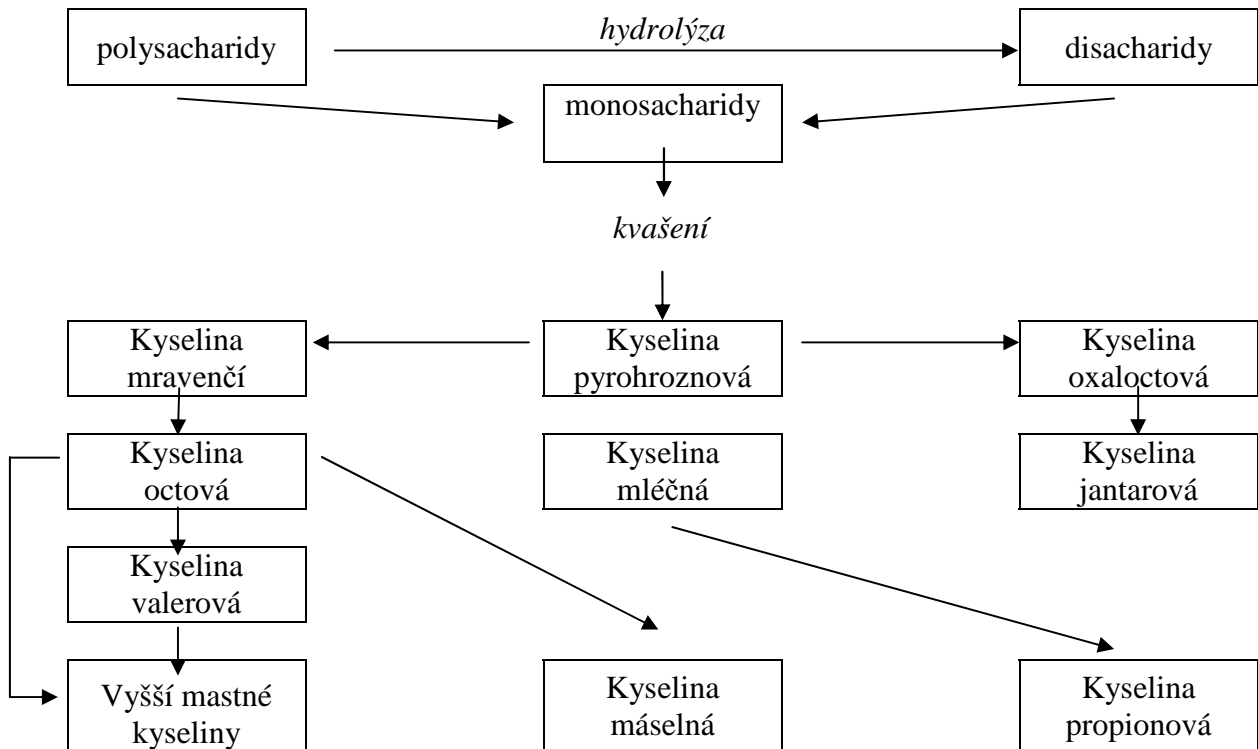 hydrolýza
polysacharidy
disacharidy
monosacharidy
kvašení
Kyselina
mravenčí
Kyselina
pyrohroznová
Kyselina
oxaloctová
Kyselina
octová
Kyselina
mléčná
Kyselina
jantarová
Kyselina
valerová
Vyšší mastné
kyseliny
Kyselina
máselná
Kyselina
propionová